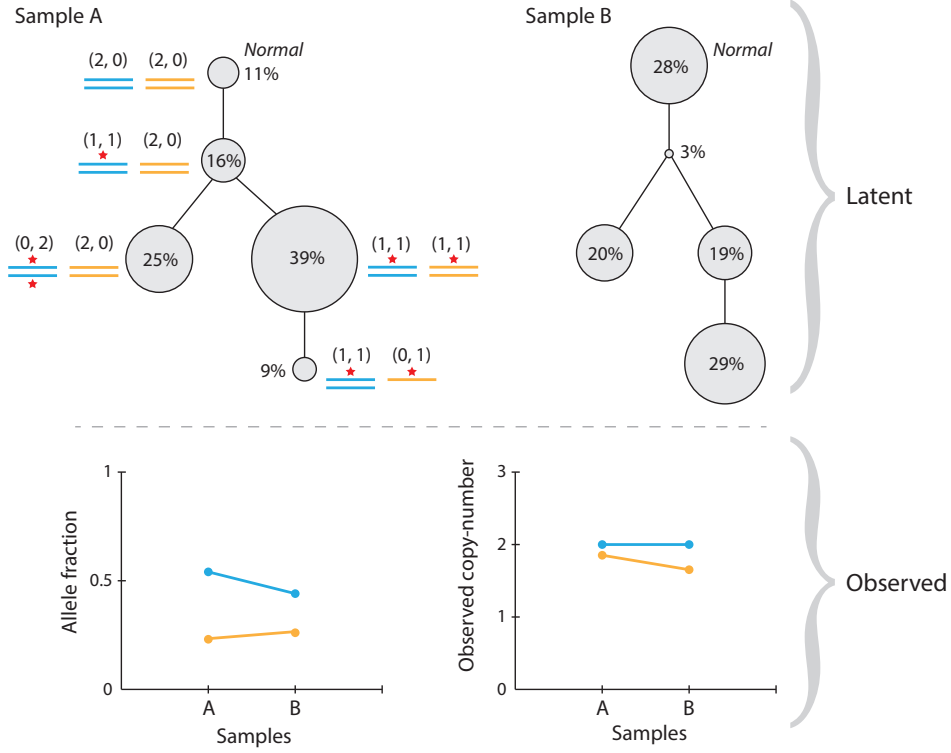 Sample A
Sample B
Normal
11%
(2, 0) (2, 0)
(1, 1) (2, 0)
16%
(0, 2) (2, 0)
25%
39%
(1, 1) (1, 1)
9%
(1, 1) (0, 1)
Normal
28%
3%
20%
19%
29%
Latent
Allele fraction
1
0.5
0
A B
Samples
Observed copy-number
3
2
1
0
A B
Samples
Observed